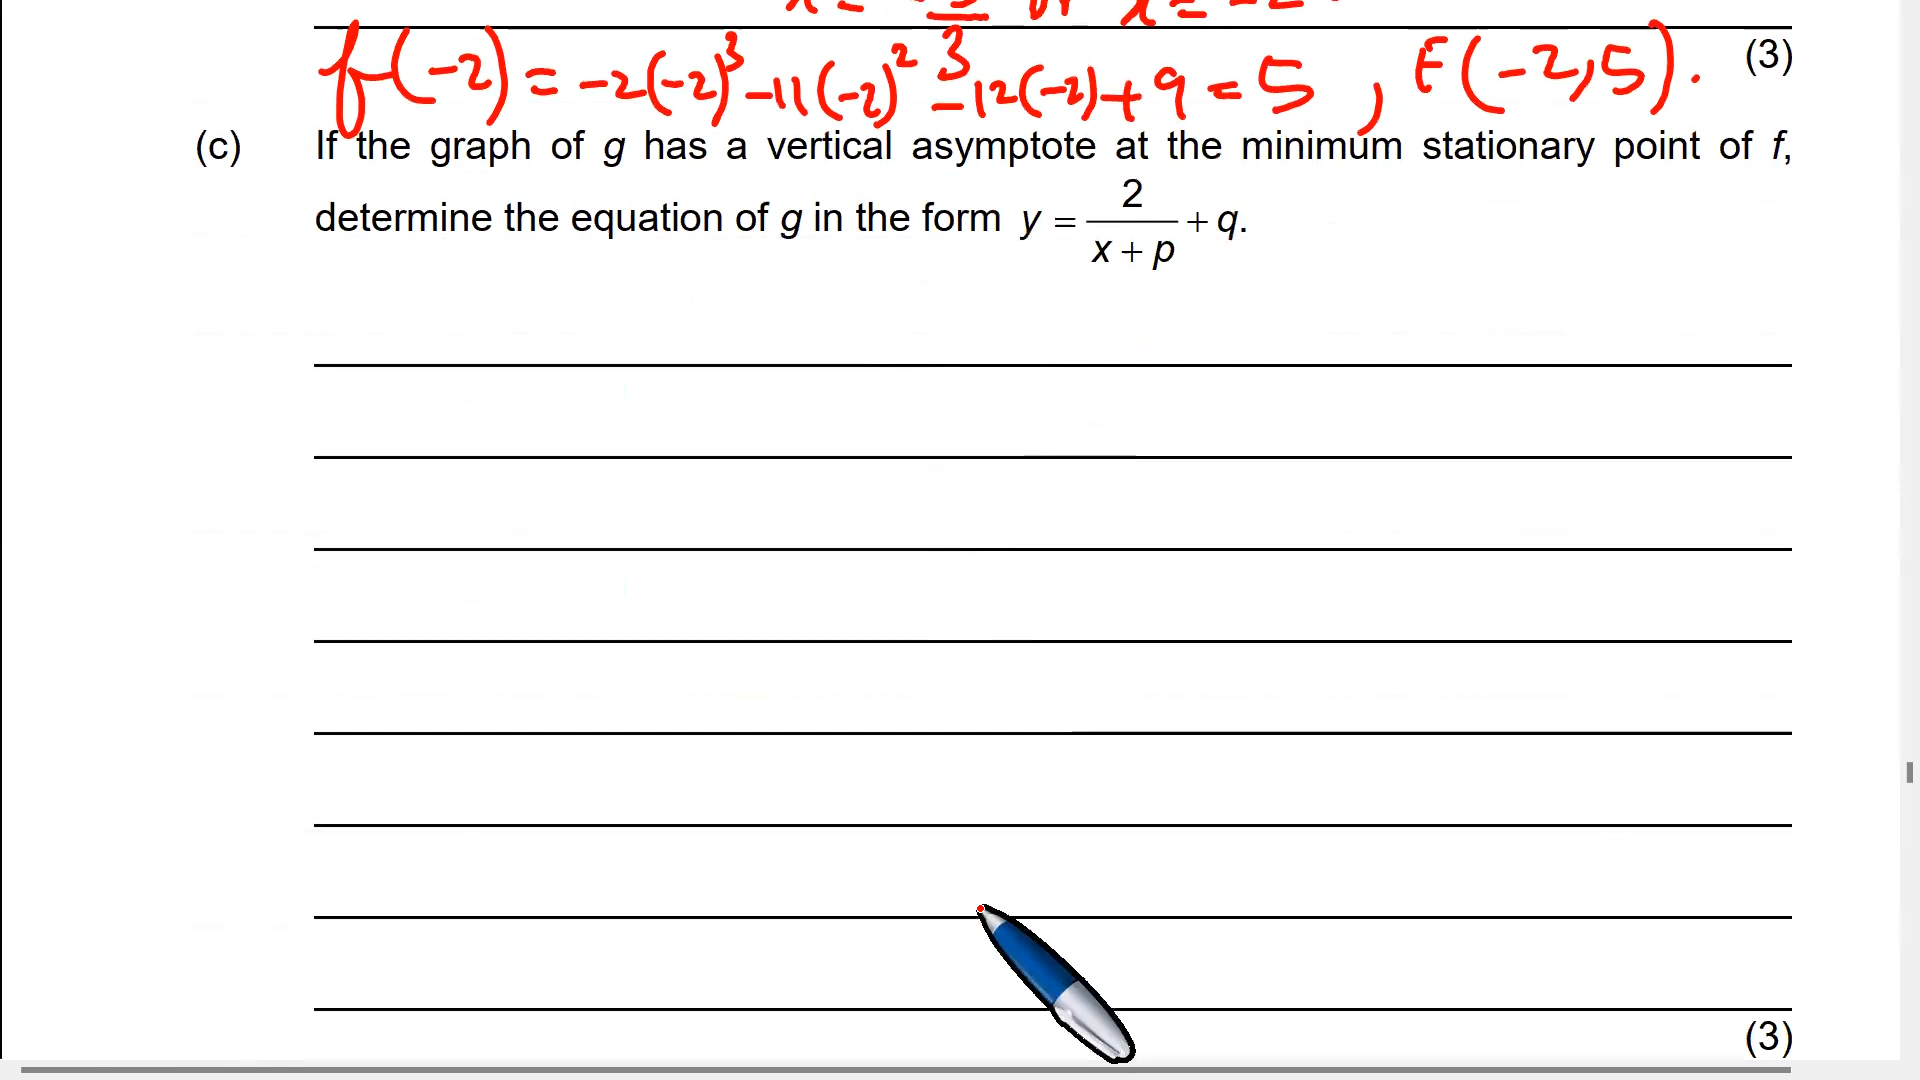 f(-2) = -2(-2)³ -11(-2)² -12(-2)+9 = 5 , E(-2,5). (3)
(c) If the graph of g has a vertical asymptote at the minimum stationary point of f,
determine the equation of g in the form y = 2/(x + p) + q.
(3)